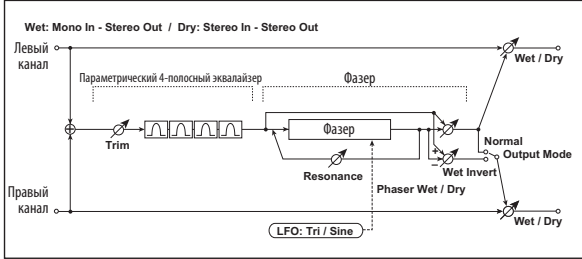 Wet: Mono In - Stereo Out / Dry: Stereo In - Stereo Out
Левый
канал
Wet / Dry
Параметрический 4-полосный эквалайзер
Фазер
Фазер
Trim
Normal
Output Mode
+
−
Wet Invert
Resonance
Phaser Wet / Dry
Правый
канал
Wet / Dry
LFO: Tri / Sine